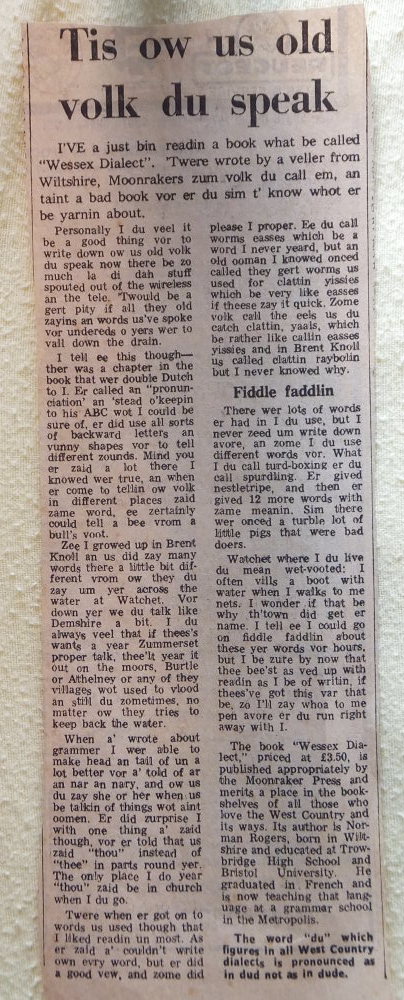 Tis ow us old
volk du speak
I'VE a just bin readin a book what be called
"Wessex Dialect". 'Twere wrote by a veller from
Wiltshire, Moonrakers zum volk du call em, an
taint a bad book vor er du sim t' know whot er
be yarnin about.
Personally I du veel it
be a good thing vor to
write down ow us old volk
du speak now there be zo
much la di dah stuff
spouted out of the wireless
an the tele. 'Twould be a
gert pity if all they old
zayins an words us've spoke
vor undereds o yers wer to
vall down the drain.
I tell ee this though—
ther was a chapter in the
book that wer double Dutch
to I. Er called an "pronun-
ciation' an 'stead o'keepin
to his ABC wot I could be
sure of, er did use all sorts
of backward letters an
vunny shapes vor to tell
different zounds. Mind you
er zaid a lot there I
knowed wer true, an when
er come to tellin ow volk
in different places zaid
zame word, ee zertainly
could tell a bee vrom a
bull's voot.
Zee I growed up in Brent
Knoll an us did zay many
words there a little bit dif-
ferent vrom ow they du
zay um yer across the
water at Watchet. Vor
down yer we du talk like
Demshire a bit. I du
always veel that if thees's
wants a year Zummerset
proper talk, thee'lt year it
out on the moors, Burtle
or Athelney or any of they
villages wot used to vlood
an still du zometimes, no
matter ow they tries to
keep back the water.
When a' wrote about
grammer I wer able to
make head an tail of un a
lot better vor a' told of ar
an nar an nary, and ow us
du zay she or her when us
be talkin of things wot aint
oomen. Er did zurprise I
with one thing a' zaid
though, vor er told that us
zaid "thou" instead of
"thee" in parts round yer.
The only place I do year
"thou" zaid be in church
when I du go.
Twere when er got on to
words us used though that
I liked readin un most. As
er zaid a' couldn't write
own evry word, but er did
a good vew, and zome did
please I proper. Ee du call
worms easses which be a
word I never yeard, but an
old ooman I knowed onced
called they gert worms us
used for clattin yissies
which be very like easses
if theese zay it quick. Zome
volk call the eels us du
catch clattin, yaals, which
be rather like callin easses
yissies and in Brent Knoll
us called clattin raybolin
but I never knowed why.
Fiddle faddlin
There wer lots of words
er had in I du use, but I
never zeed um write down
avore, an zome I du use
different words vor. What
I du call turd-boxing er du
call spurdling. Er gived
nestletripe, and then er
gived 12 more words with
zame meanin. Sim there
wer onced a turble lot of
little pigs that were bad
doers.
Watchet where I du live
du mean wet-vooted; I
often vills a boot with
water when I walks to me
nets. I wonder if that be
why th'town did get er
name. I tell ee I could go
on fiddle faddlin about
these yer words vor hours,
but I be zure by now that
thee bee'st as ved up with
readin as I be of writin, if
thees've got this var that
be, zo I'll zay whoa to me
pen avore er du run right
away with I.
The book "Wessex Dia-
lect," priced at £3.50, is
published appropriately by
the Moonraker Press and
merits a place in the book-
shelves of all those who
love the West Country and
its ways. Its author is Nor-
man Rogers, born in Wilt-
shire and educated at Trow-
bridge High School and
Bristol University. He
graduated in French and
is now teaching that lang-
uage at a grammar school
in the Metropolis.
The word "du" which
figures in all West Country
dialects is pronounced as
in dud not as in dude.